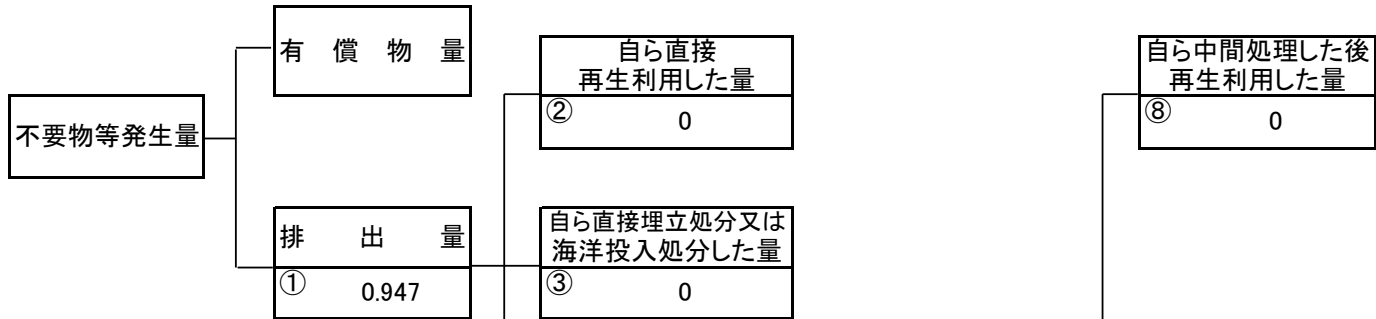 有償物量
自ら直接
再生利用した量
② 0
自ら中間処理した後
再生利用した量
⑧ 0
不要物等発生量
排出量
① 0.947
自ら直接埋立処分又は
海洋投入処分した量
③ 0